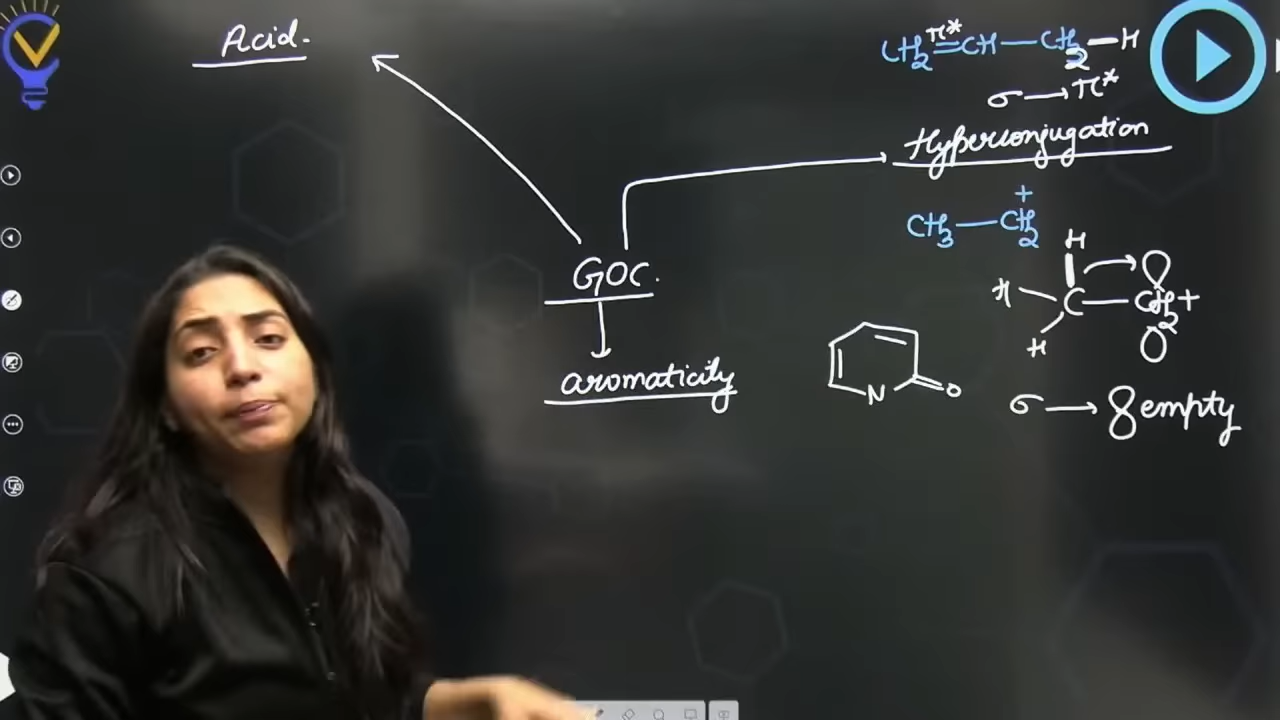 Acid.
CH2=CH—CH2—H
π*
σ→π*
Hyperconjugation
CH3—CH2
+
H
H
C—CH2+
H
GOC.
aromaticity
N
O
σ→8 empty